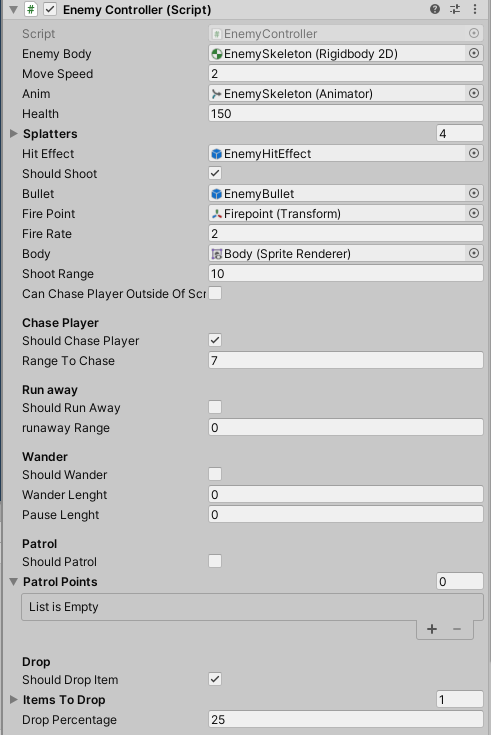 Enemy Controller (Script)
Script EnemyController
Enemy Body EnemySkeleton (Rigidbody 2D)
Move Speed 2
Anim EnemySkeleton (Animator)
Health 150
Splatters 4
Hit Effect EnemyHitEffect
Should Shoot
Bullet EnemyBullet
Fire Point Firepoint (Transform)
Fire Rate 2
Body Body (Sprite Renderer)
Shoot Range 10
Can Chase Player Outside Of Scr
Chase Player
Should Chase Player
Range To Chase 7
Run away
Should Run Away
runaway Range 0
Wander
Should Wander
Wander Lenght 0
Pause Lenght 0
Patrol
Should Patrol
Patrol Points 0
List is Empty
+ −
Drop
Should Drop Item
Items To Drop 1
Drop Percentage 25